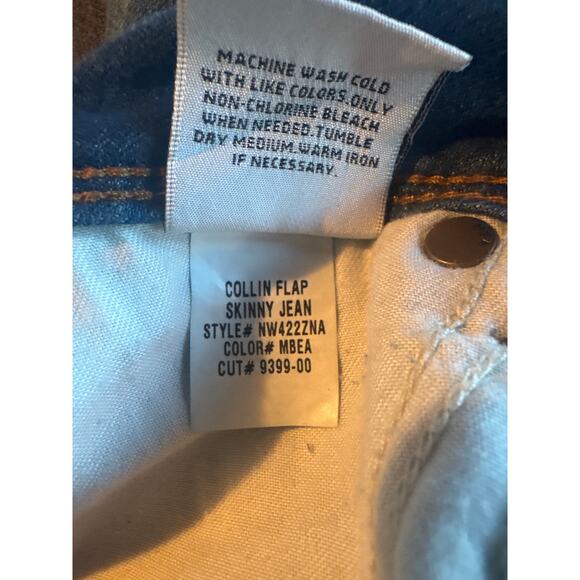 MACHINE WASH COLD
WITH LIKE COLORS.ONLY
NON-CHLORINE BLEACH
WHEN NEEDED.TUMBLE
DRY MEDIUM.WARM IRON
IF NECESSARY.
COLLIN FLAP
SKINNY JEAN
STYLE# NW422ZNA
COLOR# MBEA
CUT# 9399-00